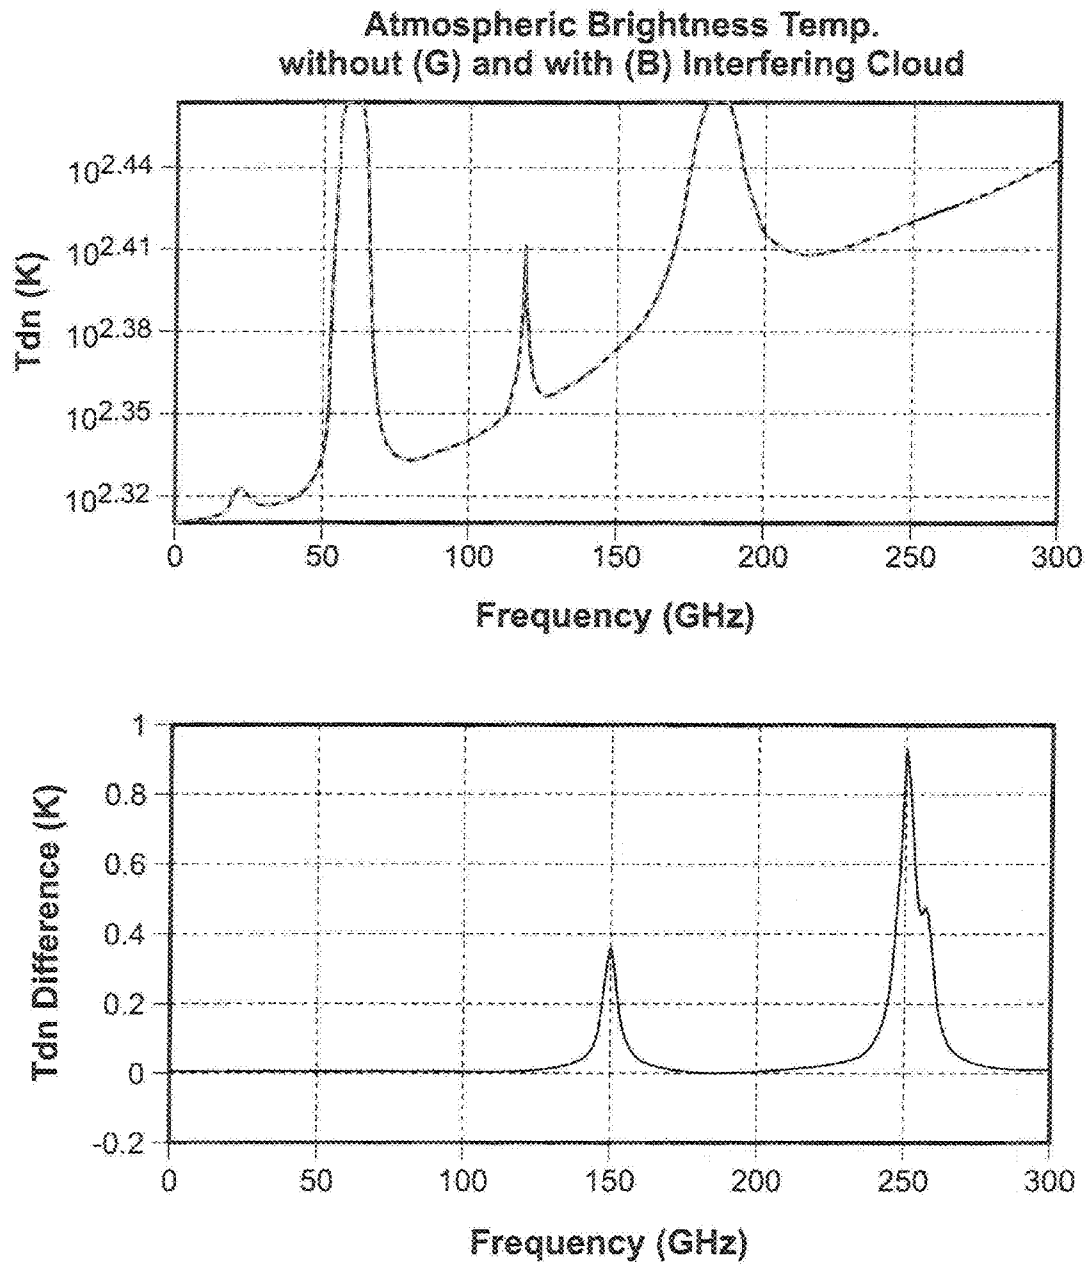 Atmospheric Brightness Temp.
without (G) and with (B) Interfering Cloud
Tdn (K)
10^2.44
10^2.41
10^2.38
10^2.35
10^2.32
0 50 100 150 200 250 300
Frequency (GHz)
Tdn Difference (K)
1
0.8
0.6
0.4
0.2
0
-0.2
0 50 100 150 200 250 300
Frequency (GHz)